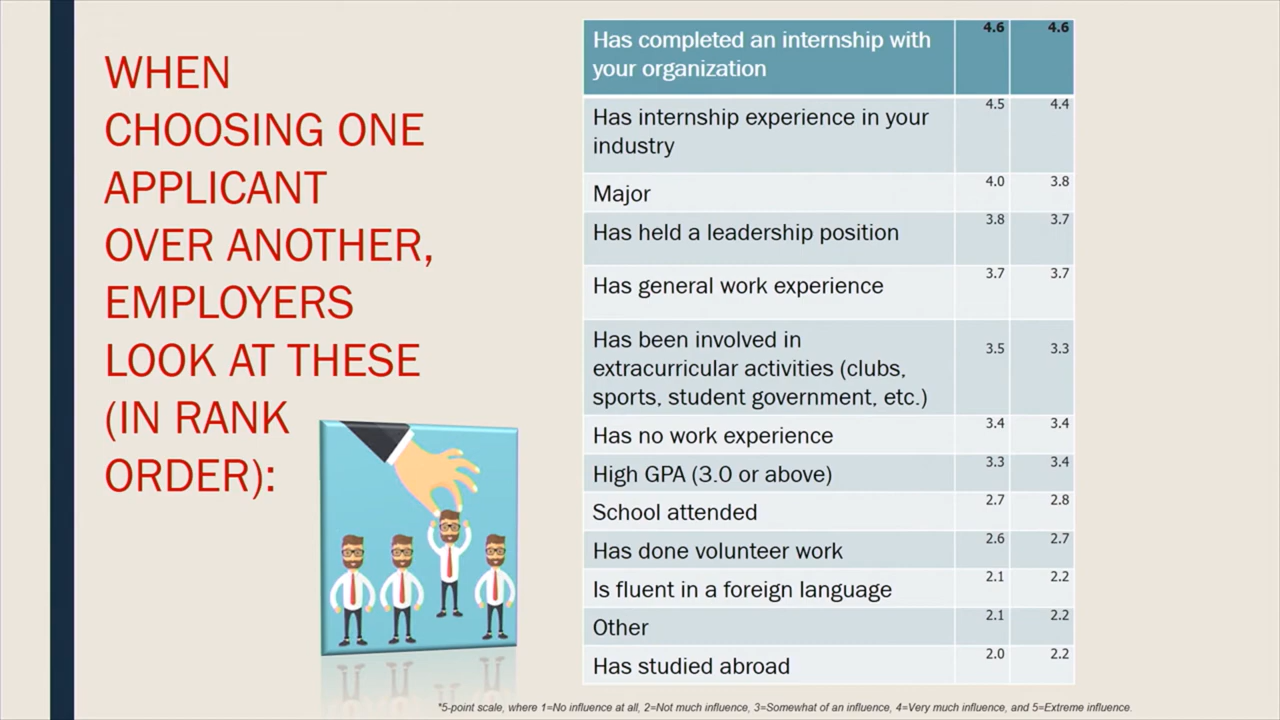 WHEN
CHOOSING ONE
APPLICANT
OVER ANOTHER,
EMPLOYERS
LOOK AT THESE
(IN RANK
ORDER):
Has completed an internship with
your organization
4.6 4.6
Has internship experience in your
industry
4.5 4.4
Major 4.0 3.8
Has held a leadership position 3.8 3.7
Has general work experience 3.7 3.7
Has been involved in
extracurricular activities (clubs,
sports, student government, etc.)
3.5 3.3
Has no work experience 3.4 3.4
High GPA (3.0 or above) 3.3 3.4
School attended 2.7 2.8
Has done volunteer work 2.6 2.7
Is fluent in a foreign language 2.1 2.2
Other 2.1 2.2
Has studied abroad 2.0 2.2
*5-point scale, where 1=No influence at all, 2=Not much influence, 3=Somewhat of an influence, 4=Very much influence, and 5=Extreme influence.